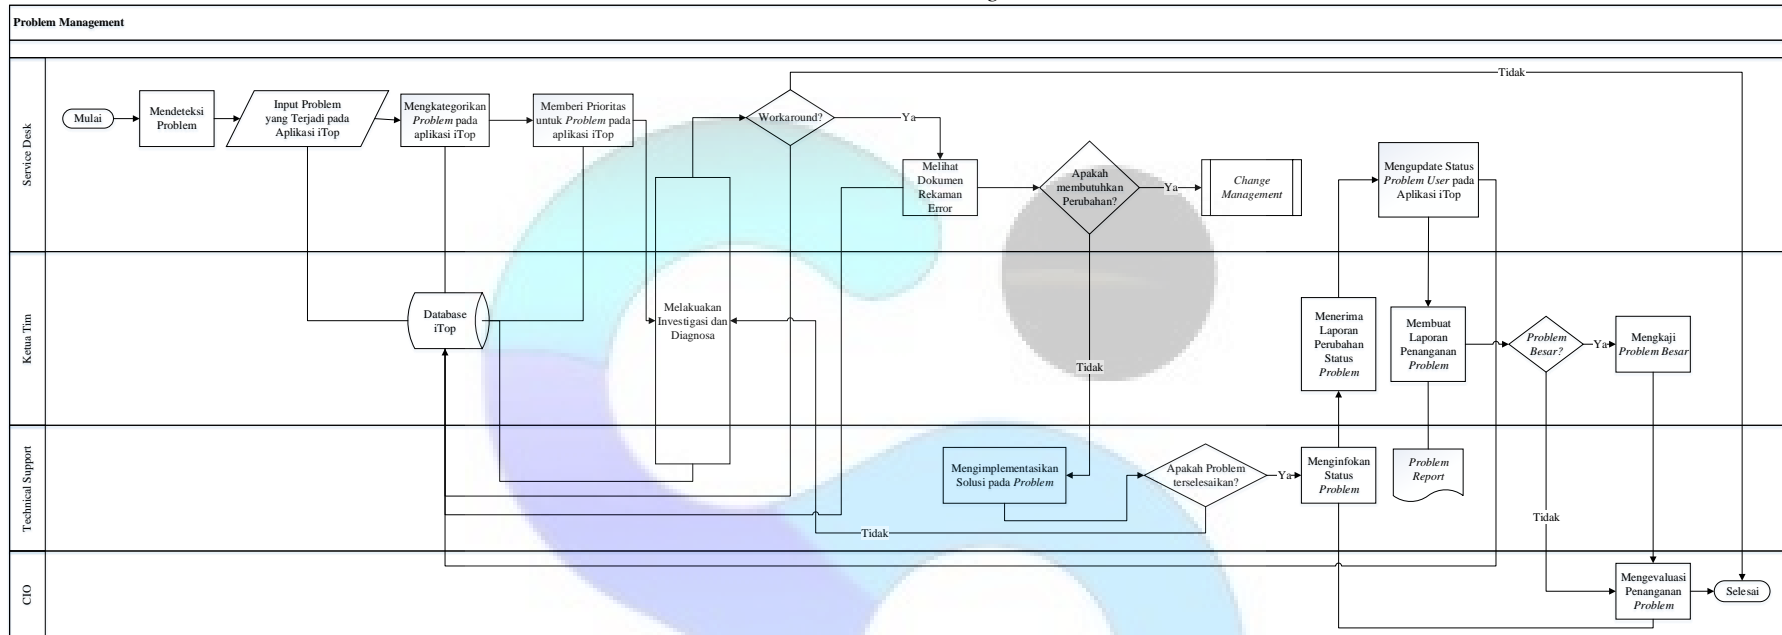 Problem Management
Service Desk
Mulai
Mendeteksi
Problem
Input Problem
yang Terjadi pada
Aplikasi iTop
Mengkategorikan
Problem pada
aplikasi iTop
Memberi Prioritas
untuk Problem pada
aplikasi iTop
Workaround?
Tidak
Ya
Melihat
Dokumen
Rekaman
Error
Apakah
membutuhkan
Perubahan?
Ya
Change
Management
Mengupdate Status
Problem User pada
Aplikasi iTop
Ketua Tim
Database
iTop
Melakuakan
Investigasi dan
Diagnosa
Tidak
Menerima
Laporan
Perubahan
Status
Problem
Membuat
Laporan
Penanganan
Problem
Problem
Besar?
Ya
Mengkaji
Problem Besar
Technical Support
Mengimplementasikan
Solusi pada Problem
Apakah Problem
terselesaikan?
Ya
Menginfokan
Status
Problem
Problem
Report
Tidak
Tidak
CIO
Mengevaluasi
Penanganan
Problem
Selesai